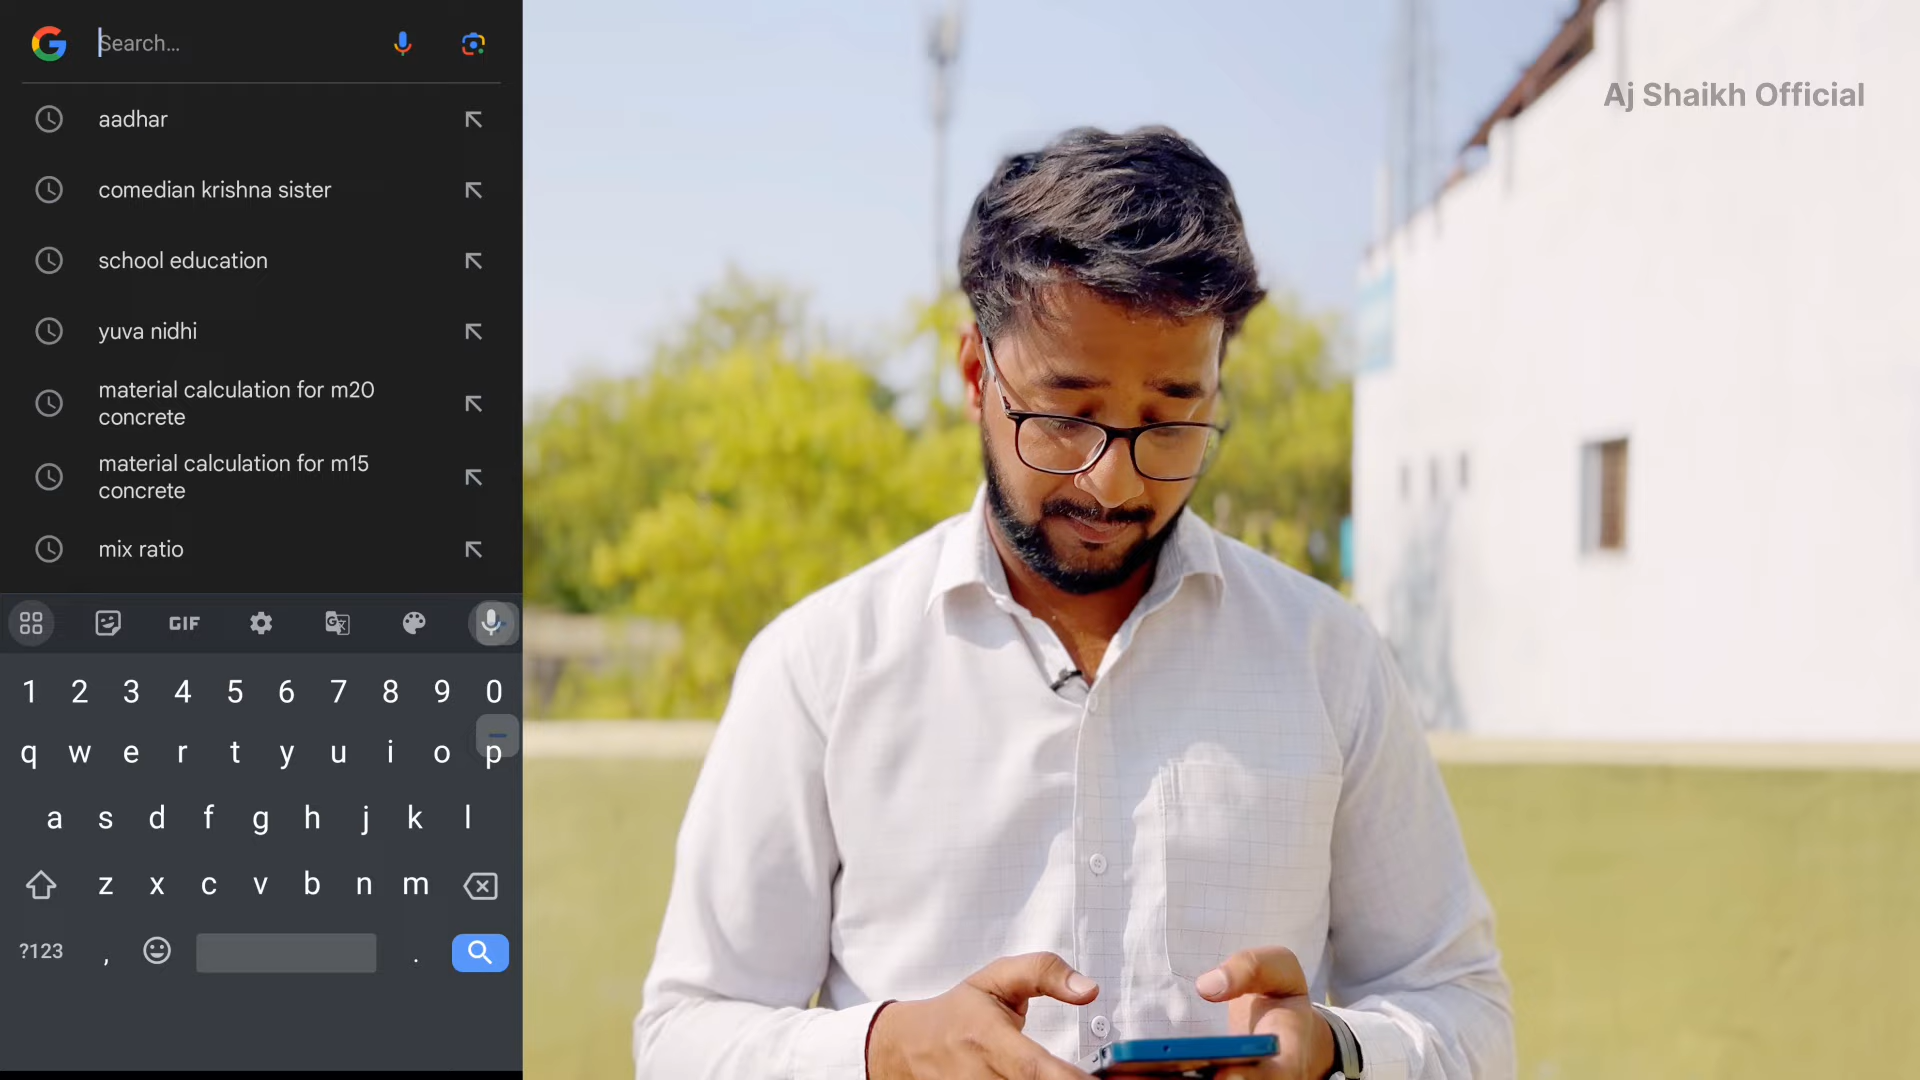 Search...
aadhar
comedian krishna sister
school education
yuva nidhi
material calculation for m20
concrete
material calculation for m15
concrete
mix ratio
GIF
1 2 3 4 5 6 7 8 9 0
q w e r t y u i o p
a s d f g h j k l
z x c v b n m
?123 , .
Aj Shaikh Official